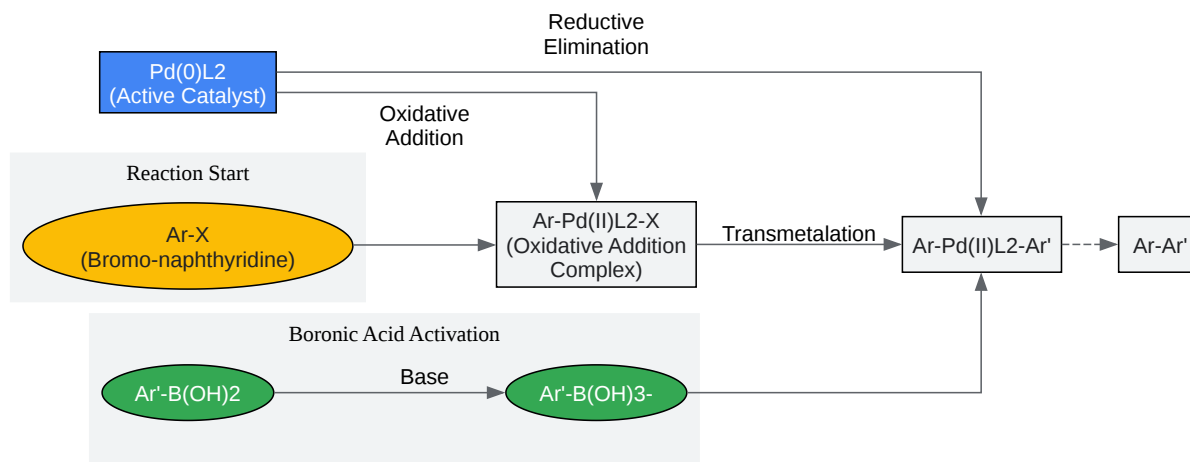 Reductive
Elimination
Pd(0)L2
(Active Catalyst)
Oxidative
Addition
Reaction Start
Ar-X
(Bromo-naphthyridine)
Ar-Pd(II)L2-X
(Oxidative Addition
Complex)
Transmetalation
Ar-Pd(II)L2-Ar'
Ar-Ar'
Boronic Acid Activation
Ar'-B(OH)2
Base
Ar'-B(OH)3-